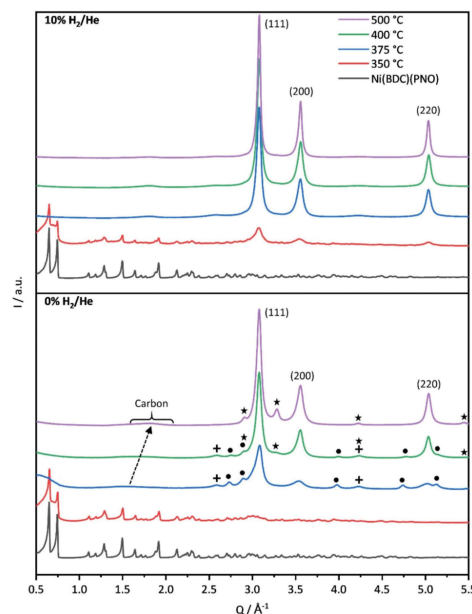 10% H₂/He
(111)
500 °C
400 °C
375 °C
350 °C
Ni(BDC)(PNO)
(200)
(220)
I / a.u.
0% H₂/He
(111)
(200)
(220)
Carbon
0.5 1.0 1.5 2.0 2.5 3.0 3.5 4.0 4.5 5.0 5.5
Q / Å⁻¹